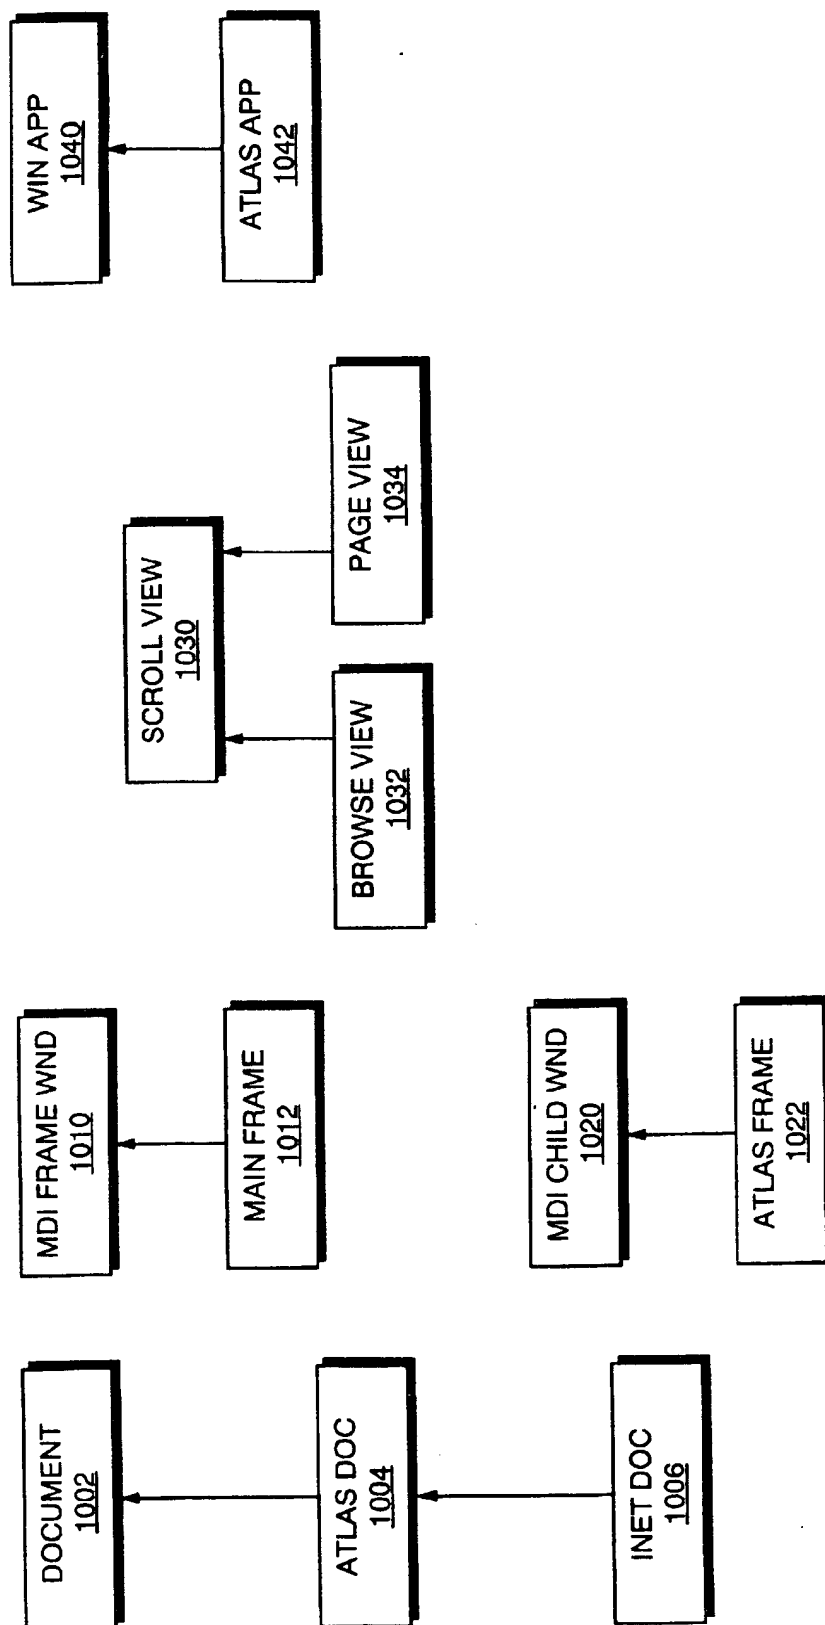 DOCUMENT
1002
ATLAS DOC
1004
INET DOC
1006
MDI FRAME WND
1010
MAIN FRAME
1012
MDI CHILD WND
1020
ATLAS FRAME
1022
SCROLL VIEW
1030
BROWSE VIEW
1032
PAGE VIEW
1034
WIN APP
1040
ATLAS APP
1042